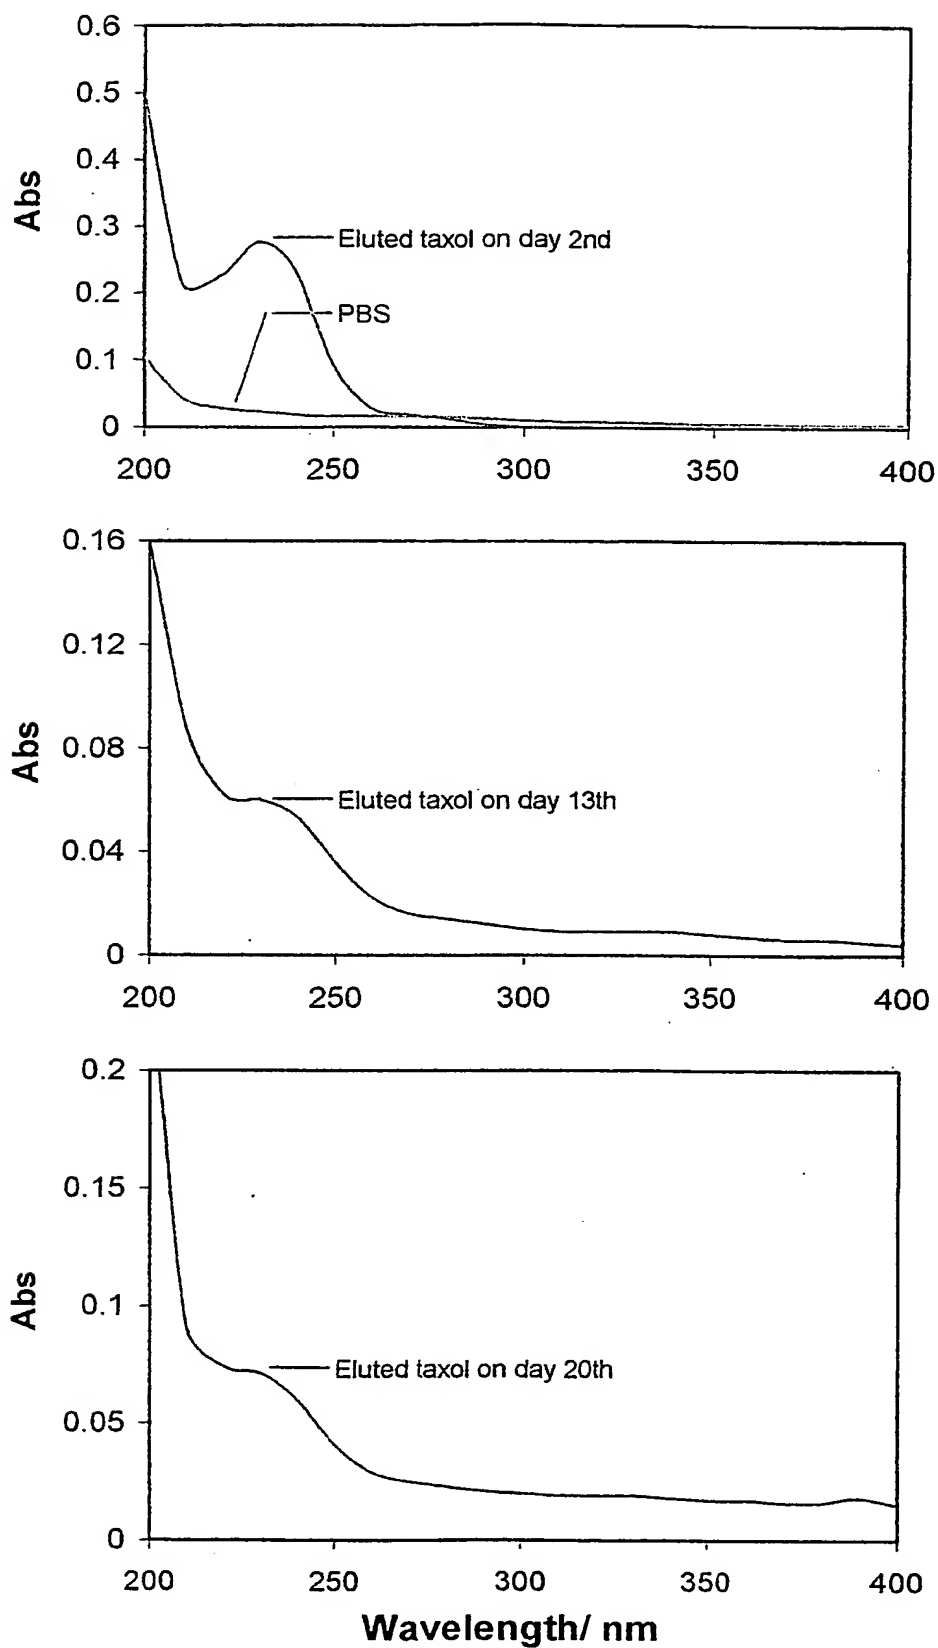 0.6
0.5
0.4
0.3
0.2
0.1
0
Abs
Eluted taxol on day 2nd
PBS
200 250 300 350 400
0.16
0.12
0.08
0.04
0
Abs
Eluted taxol on day 13th
200 250 300 350 400
0.2
0.15
0.1
0.05
0
Abs
Eluted taxol on day 20th
200 250 300 350 400
Wavelength/ nm